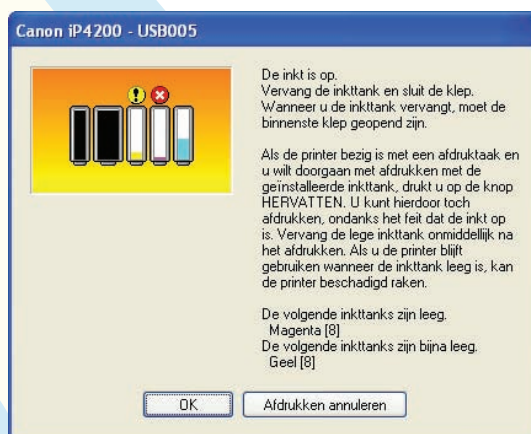 Canon iP4200 - USB005
De inkt is op.
Vervang de inkttank en sluit de klep.
Wanneer u de inkttank vervangt, moet de
binnenste klep geopend zijn.
Als de printer bezig is met een afdruktaak en
u wilt doorgaan met afdrukken met de
geïnstalleerde inkttank, drukt u op de knop
HERVATTEN. U kunt hierdoor toch
afdrukken, ondanks het feit dat de inkt op
is. Vervang de lege inkttank onmiddellijk na
het afdrukken. Als u de printer blijft
gebruiken wanneer de inkttank leeg is, kan
de printer beschadigd raken.
De volgende inkttanks zijn leeg.
Magenta [8]
De volgende inkttanks zijn bijna leeg.
Geel [8]
OK
Afdrukken annuleren